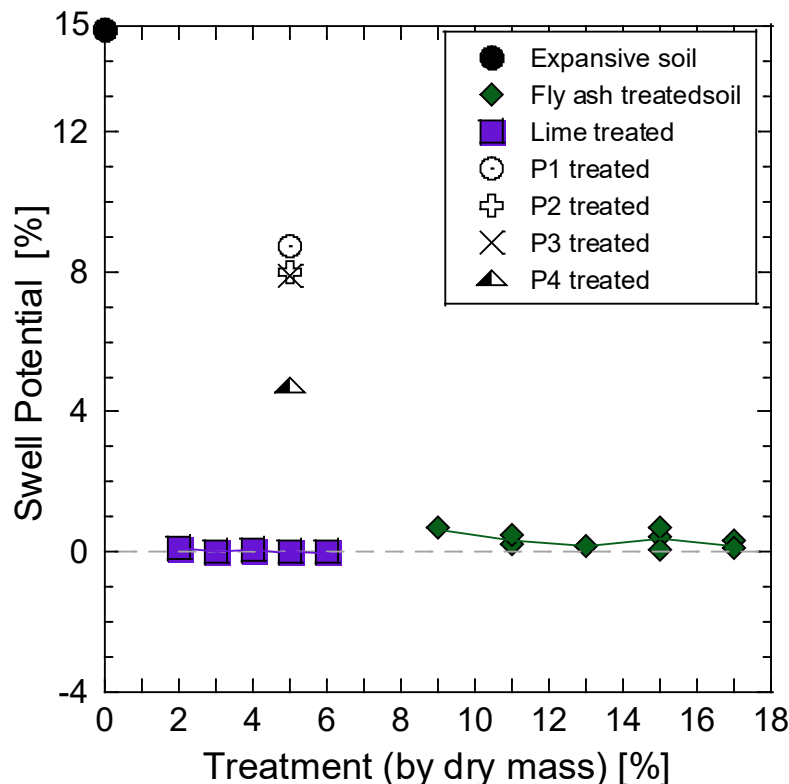 15
12
8
4
0
-4
Swell Potential [%]
Expansive soil
Fly ash treatedsoil
Lime treated
P1 treated
P2 treated
P3 treated
P4 treated
0 2 4 6 8 10 12 14 16 18
Treatment (by dry mass) [%]